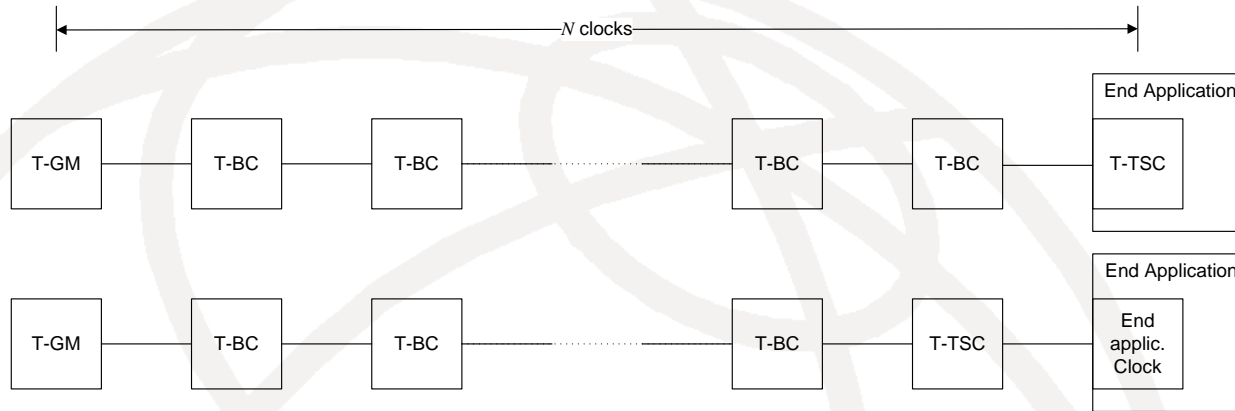 N clocks
End Application
T-GM T-BC T-BC T-BC T-BC T-TSC
End Application
T-GM T-BC T-BC T-BC T-TSC End
applic.
Clock